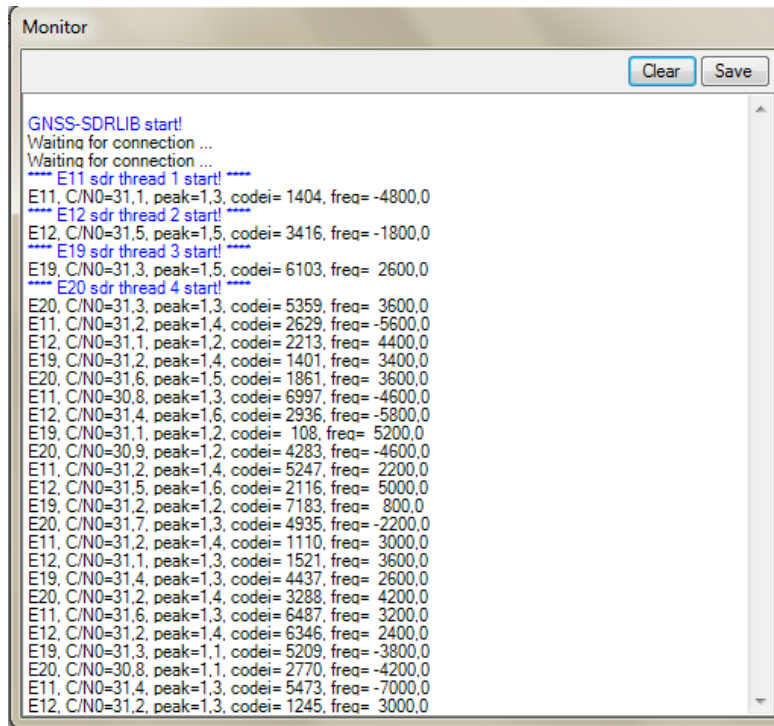 Monitor
Clear Save
GNSS-SDRLIB start!
Waiting for connection ...
Waiting for connection ...
**** E11 sdr thread 1 start! ****
E11, C/N0=31,1, peak=1,3, codei= 1404, freq= -4800,0
**** E12 sdr thread 2 start! ****
E12, C/N0=31,5, peak=1,5, codei= 3416, freq= -1800,0
**** E19 sdr thread 3 start! ****
E19, C/N0=31,3, peak=1,5, codei= 6103, freq=  2600,0
**** E20 sdr thread 4 start! ****
E20, C/N0=31,3, peak=1,3, codei= 5359, freq=  3600,0
E11, C/N0=31,2, peak=1,4, codei= 2629, freq= -5600,0
E12, C/N0=31,1, peak=1,2, codei= 2213, freq=  4400,0
E19, C/N0=31,2, peak=1,4, codei= 1401, freq=  3400,0
E20, C/N0=31,6, peak=1,5, codei= 1861, freq=  3600,0
E11, C/N0=30,8, peak=1,3, codei= 6997, freq= -4600,0
E12, C/N0=31,4, peak=1,6, codei= 2936, freq= -5800,0
E19, C/N0=31,1, peak=1,2, codei=  108, freq=  5200,0
E20, C/N0=30,9, peak=1,2, codei= 4283, freq= -4600,0
E11, C/N0=31,2, peak=1,4, codei= 5247, freq=  2200,0
E12, C/N0=31,5, peak=1,6, codei= 2116, freq=  5000,0
E19, C/N0=31,2, peak=1,2, codei= 7183, freq=   800,0
E20, C/N0=31,7, peak=1,3, codei= 4935, freq= -2200,0
E11, C/N0=31,2, peak=1,4, codei= 1110, freq=  3000,0
E12, C/N0=31,1, peak=1,3, codei= 1521, freq=  3600,0
E19, C/N0=31,4, peak=1,3, codei= 4437, freq=  2600,0
E20, C/N0=31,2, peak=1,4, codei= 3288, freq=  4200,0
E11, C/N0=31,6, peak=1,3, codei= 6487, freq=  3200,0
E12, C/N0=31,2, peak=1,4, codei= 6346, freq=  2400,0
E19, C/N0=31,3, peak=1,1, codei= 5209, freq= -3800,0
E20, C/N0=30,8, peak=1,1, codei= 2770, freq= -4200,0
E11, C/N0=31,4, peak=1,3, codei= 5473, freq= -7000,0
E12, C/N0=31,2, peak=1,3, codei= 1245, freq=  3000,0